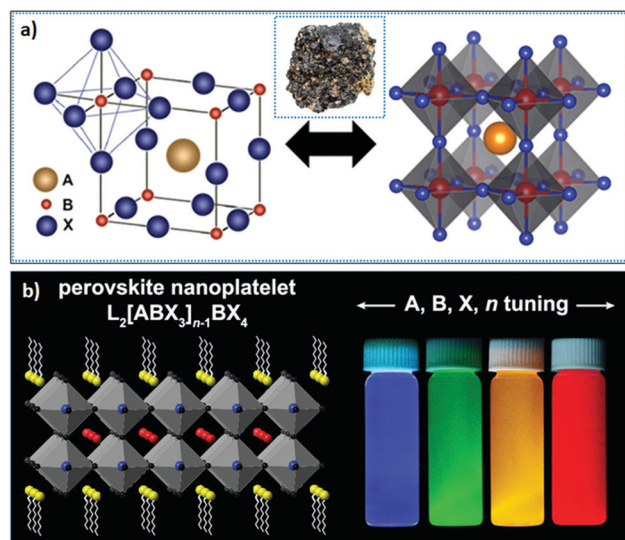 a)
A
B
X
b)
perovskite nanoplatelet
L₂[ABX₃]ₙ₋₁BX₄
A, B, X, n tuning